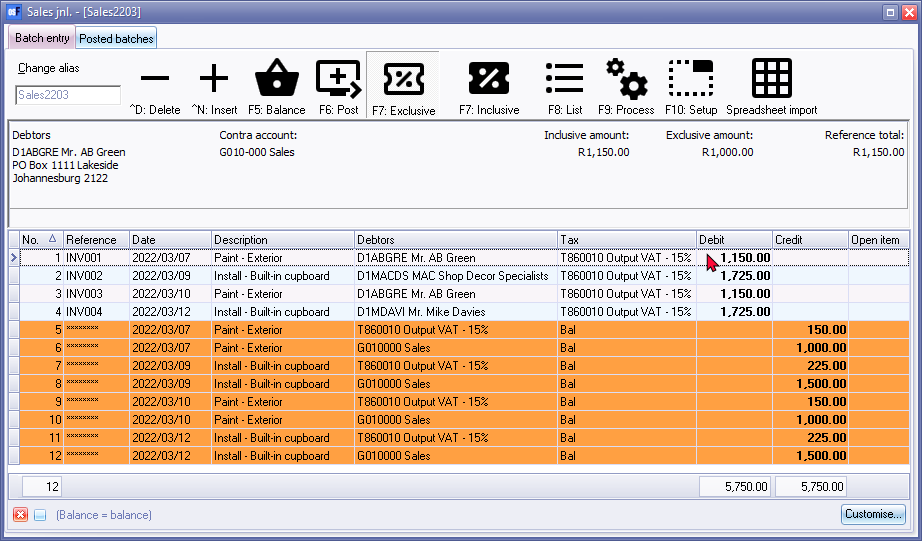 Sales jnl. - [Sales2203]
Batch entry Posted batches
Change alias
Sales2203
^D: Delete ^N: Insert F5: Balance F6: Post F7: Exclusive F7: Inclusive F8: List F9: Process F10: Setup Spreadsheet import
Debtors Contra account: Inclusive amount: Exclusive amount: Reference total:
D1ABGRE Mr. AB Green G010-000 Sales R1,150.00 R1,000.00 R1,150.00
PO Box 1111 Lakeside
Johannesburg 2122
No. Reference Date Description Debtors Tax Debit Credit Open item
1 INV001 2022/03/07 Paint - Exterior D1ABGRE Mr. AB Green T860010 Output VAT - 15% 1,150.00
2 INV002 2022/03/09 Install - Built-in cupboard D1MACDS MAC Shop Decor Specialists T860010 Output VAT - 15% 1,725.00
3 INV003 2022/03/10 Paint - Exterior D1ABGRE Mr. AB Green T860010 Output VAT - 15% 1,150.00
4 INV004 2022/03/12 Install - Built-in cupboard D1MDAVI Mr. Mike Davies T860010 Output VAT - 15% 1,725.00
5 ******** 2022/03/07 Paint - Exterior T860010 Output VAT - 15% Bal 150.00
6 ******** 2022/03/07 Paint - Exterior G010000 Sales Bal 1,000.00
7 ******** 2022/03/09 Install - Built-in cupboard T860010 Output VAT - 15% Bal 225.00
8 ******** 2022/03/09 Install - Built-in cupboard G010000 Sales Bal 1,500.00
9 ******** 2022/03/10 Paint - Exterior T860010 Output VAT - 15% Bal 150.00
10 ******** 2022/03/10 Paint - Exterior G010000 Sales Bal 1,000.00
11 ******** 2022/03/12 Install - Built-in cupboard T860010 Output VAT - 15% Bal 225.00
12 ******** 2022/03/12 Install - Built-in cupboard G010000 Sales Bal 1,500.00
12 5,750.00 5,750.00
(Balance = balance) Customise...